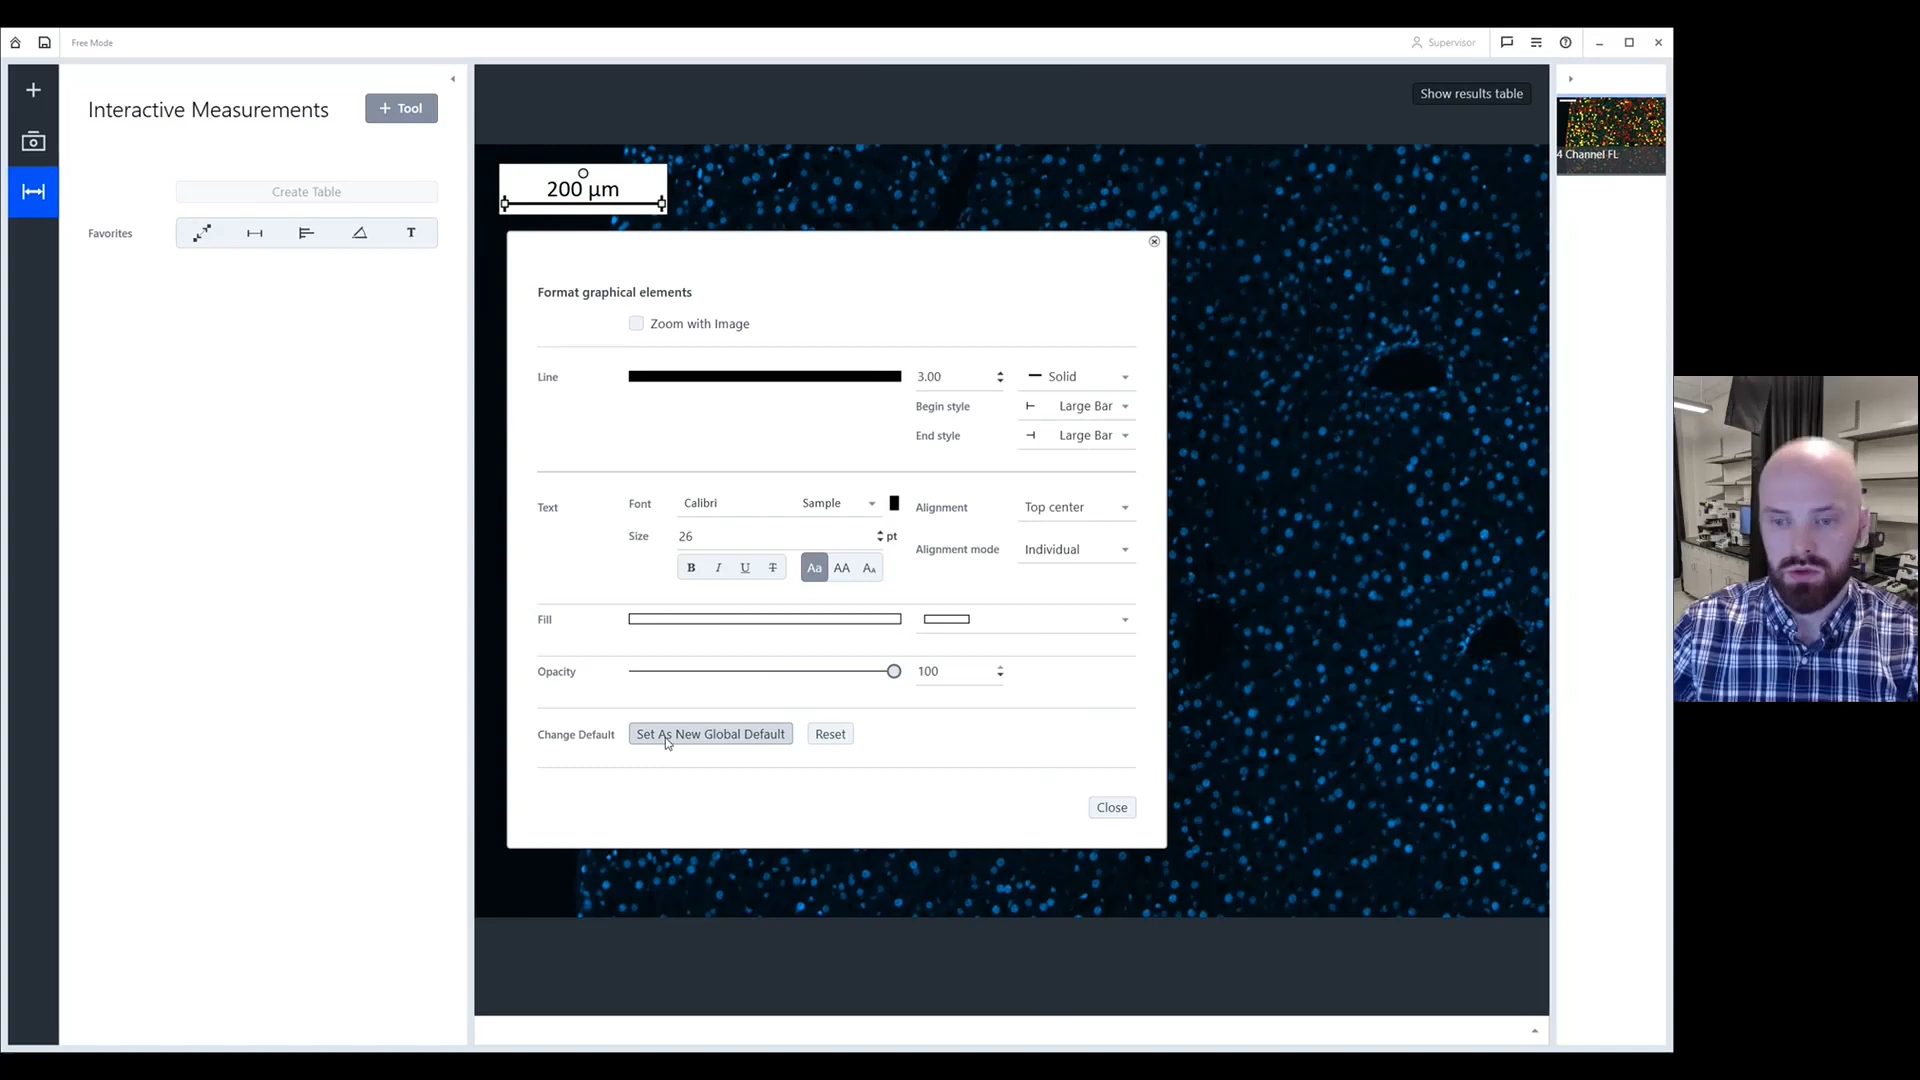 Free Mode
Supervisor
Interactive Measurements
+ Tool
Show results table
Create Table
Favorites
T
200 µm
4 Channel FL
Format graphical elements
Zoom with Image
Line
3.00
Solid
Begin style
Large Bar
End style
Large Bar
Text
Font
Calibri
Sample
Alignment
Top center
Size
26
pt
Alignment mode
Individual
B I U T Aa AA AA
Fill
Opacity
100
Change Default
Set As New Global Default
Reset
Close